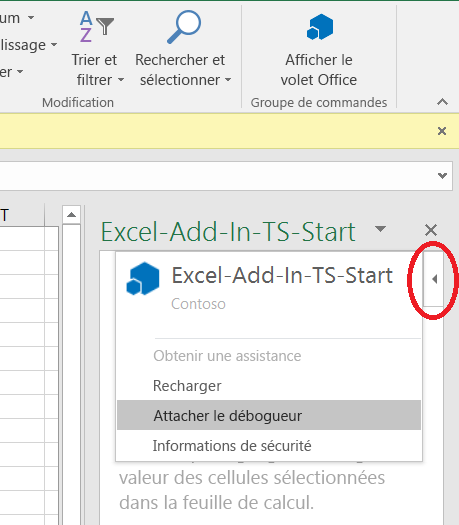 um
A
Z
llissage
er
Trier et
filtrer
Rechercher et
sélectionner
Afficher le
volet Office
Modification
Groupe de commandes
T
Excel-Add-In-TS-Start
Excel-Add-In-TS-Start
Contoso
Obtenir une assistance
Recharger
Attacher le débogueur
Informations de sécurité
valeur des cellules sélectionnées
dans la feuille de calcul.